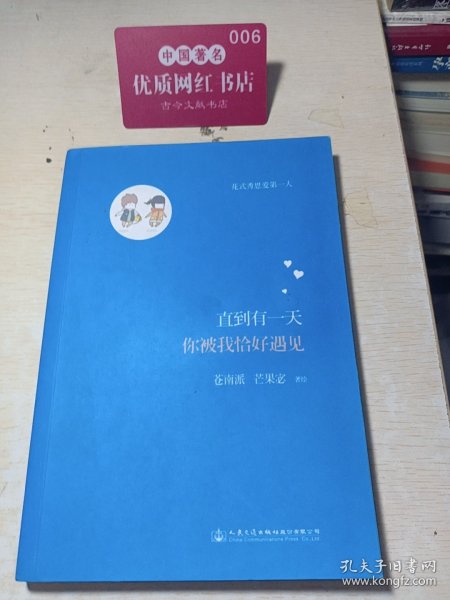 006
中国著名
优质网红书店
古今文献书店
花式秀恩爱第一人
直到有一天
你被我恰好遇见
苍南派 芒果宓 著绘
人民交通出版社股份有限公司
China Communications Press Co.,Ltd.
孔夫子旧书网
www.kongfz.com